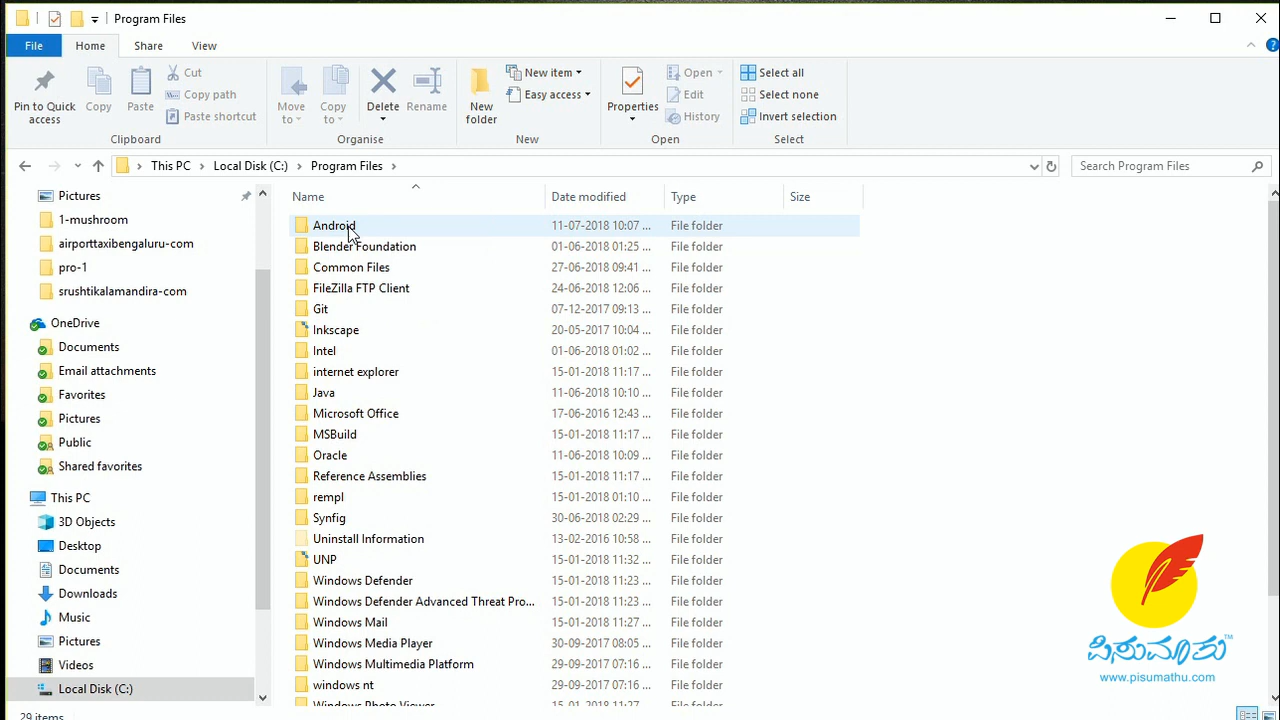 Program Files
File Home Share View
Pin to Quick access
Copy
Paste
Cut
Copy path
Paste shortcut
Clipboard
Move to
Copy to
Delete
Rename
Organise
New folder
New item
Easy access
New
Properties
Open
Edit
History
Open
Select all
Select none
Invert selection
Select
This PC Local Disk (C:) Program Files
Search Program Files
Pictures
1-mushroom
airporttaxibengaluru-com
pro-1
srushtikalamandira-com
OneDrive
Documents
Email attachments
Favorites
Pictures
Public
Shared favorites
This PC
3D Objects
Desktop
Documents
Downloads
Music
Pictures
Videos
Local Disk (C:)
Name Date modified Type Size
Android 11-07-2018 10:07 ... File folder
Blender Foundation 01-06-2018 01:25 ... File folder
Common Files 27-06-2018 09:41 ... File folder
FileZilla FTP Client 24-06-2018 12:06 ... File folder
Git 07-12-2017 09:13 ... File folder
Inkscape 20-05-2017 10:04 ... File folder
Intel 01-06-2018 01:02 ... File folder
internet explorer 15-01-2018 11:17 ... File folder
Java 11-06-2018 10:10 ... File folder
Microsoft Office 17-06-2016 12:43 ... File folder
MSBuild 15-01-2018 11:17 ... File folder
Oracle 11-06-2018 10:09 ... File folder
Reference Assemblies 15-01-2018 11:17 ... File folder
rempl 15-01-2018 01:10 ... File folder
Synfig 30-06-2018 02:29 ... File folder
Uninstall Information 13-02-2016 10:58 ... File folder
UNP 15-01-2018 11:32 ... File folder
Windows Defender 15-01-2018 11:23 ... File folder
Windows Defender Advanced Threat Pro... 15-01-2018 11:23 ... File folder
Windows Mail 15-01-2018 11:27 ... File folder
Windows Media Player 30-09-2017 08:05 ... File folder
Windows Multimedia Platform 29-09-2017 07:16 ... File folder
windows nt 29-09-2017 07:16 ... File folder
Windows Photo Viewer 15-01-2018 11:27 ... File folder
29 items
ಪಿಸುಮಾತು™
www.pisumathu.com